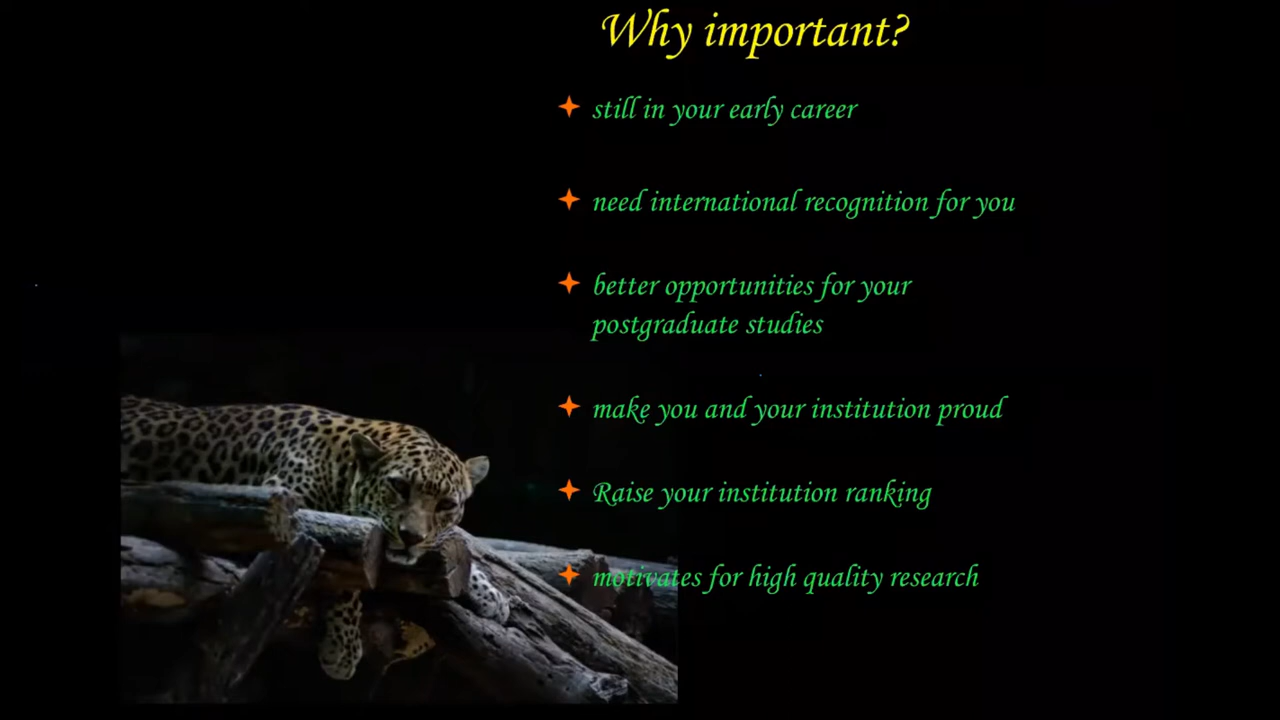 Why important?
still in your early career
need international recognition for you
better opportunities for your
postgraduate studies
make you and your institution proud
Raise your institution ranking
motivates for high quality research